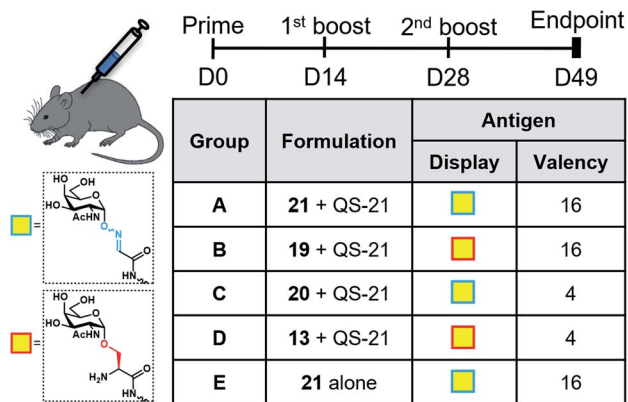 Prime 1st boost 2nd boost Endpoint
D0 D14 D28 D49
Group Formulation Antigen
Display Valency
A 21 + QS-21 16
B 19 + QS-21 16
C 20 + QS-21 4
D 13 + QS-21 4
E 21 alone 16
HO OH
O
HO
AcHN
O
N
O
HN
=
HO OH
O
HO
AcHN
O
O
H2N
HN
=